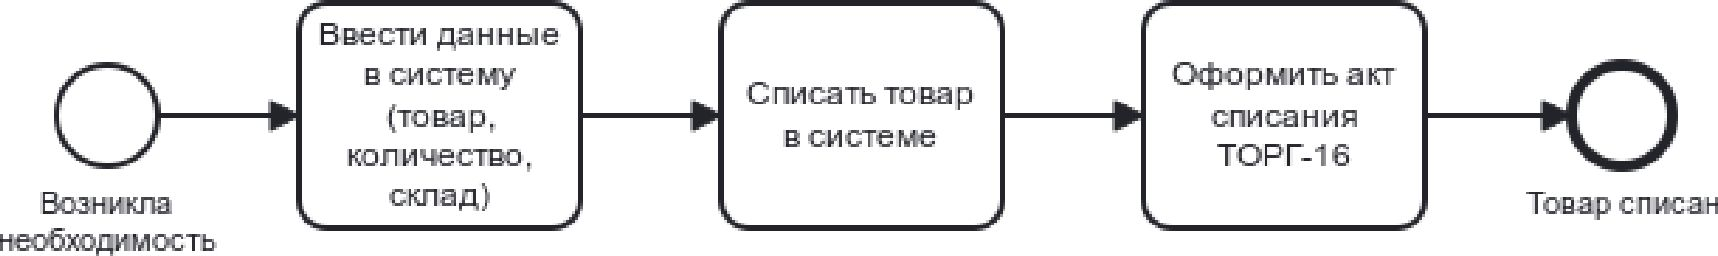 Возникла
необходимость
Ввести данные
в систему
(товар,
количество,
склад)
Списать товар
в системе
Оформить акт
списания
ТОРГ-16
Товар списан